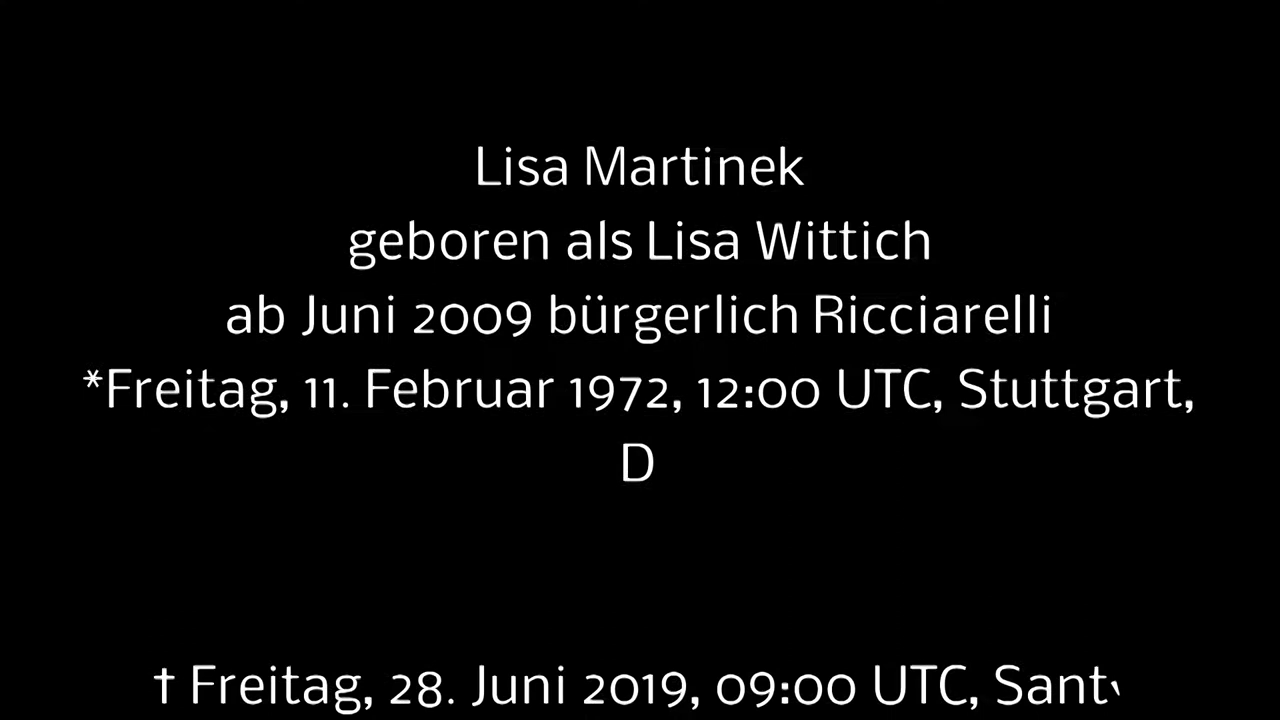 Lisa Martinek
geboren als Lisa Wittich
ab Juni 2009 bürgerlich Ricciarelli
*Freitag, 11. Februar 1972, 12:00 UTC, Stuttgart,
D
† Freitag, 28. Juni 2019, 09:00 UTC,